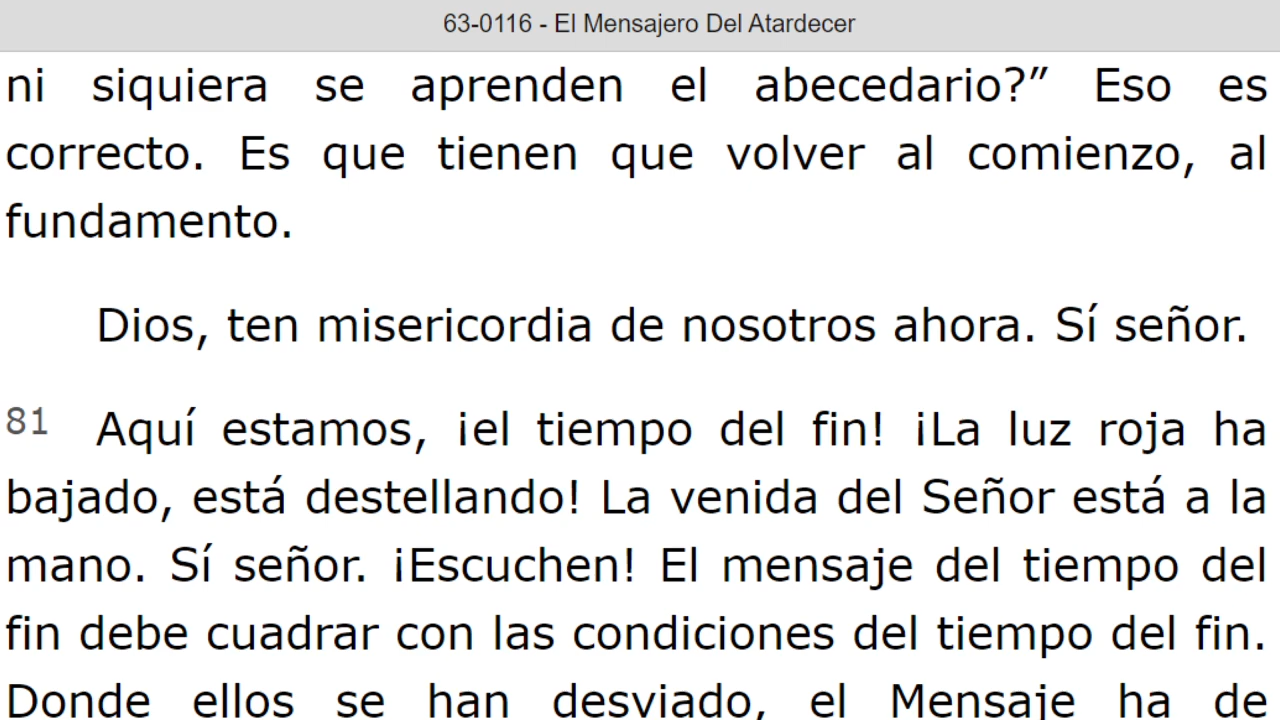 63-0116 - El Mensajero Del Atardecer
ni siquiera se aprenden el abecedario?” Eso es
correcto. Es que tienen que volver al comienzo, al
fundamento.
Dios, ten misericordia de nosotros ahora. Sí señor.
81 Aquí estamos, ¡el tiempo del fin! ¡La luz roja ha
bajado, está destellando! La venida del Señor está a la
mano. Sí señor. ¡Escuchen! El mensaje del tiempo del
fin debe cuadrar con las condiciones del tiempo del fin.
Donde ellos se han desviado, el Mensaje ha de